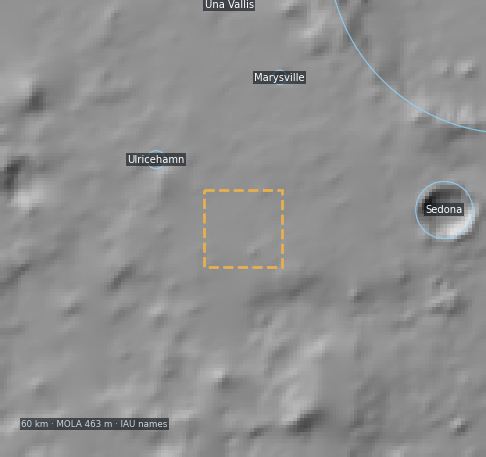 Una Vallis
Marysville
Ulricehamn
Sedona
60 km · MOLA 463 m · IAU names